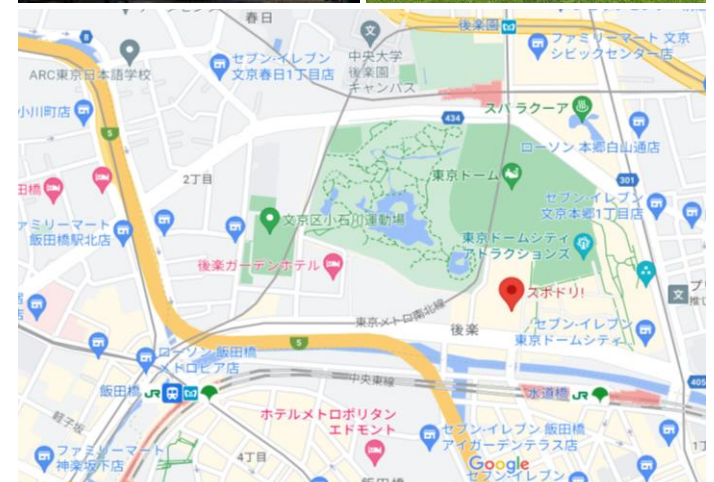 春日
後楽園
ファミリーマート 文京
シビックセンター店
ARC東京日本語学校
セブン-イレブン
文京春日1丁目店
中央大学
後楽園
キャンパス
小川町店
5
434
スパ ラクーア
ローソン 本郷白山通店
2丁目
東京ドーム
301
飯田橋
セブン-イレブン
文京本郷1丁目店
文京区小石川運動場
ファミリーマート
飯田橋駅北店
東京ドームシティ
アトラクションズ
後楽ガーデンホテル
スポドリ!
東京メトロ南北線
後楽
セブン-イレブン
東京ドームシティ
5
ローソン 飯田橋
メトロピア店
中央東線
飯田橋 JR
水道橋 JR
405
ホテルメトロポリタン
エドモント
軽子坂
セブン-イレブン 飯田橋
アイガーデンテラス店
ファミリーマート
神楽坂下店
4丁目
Google